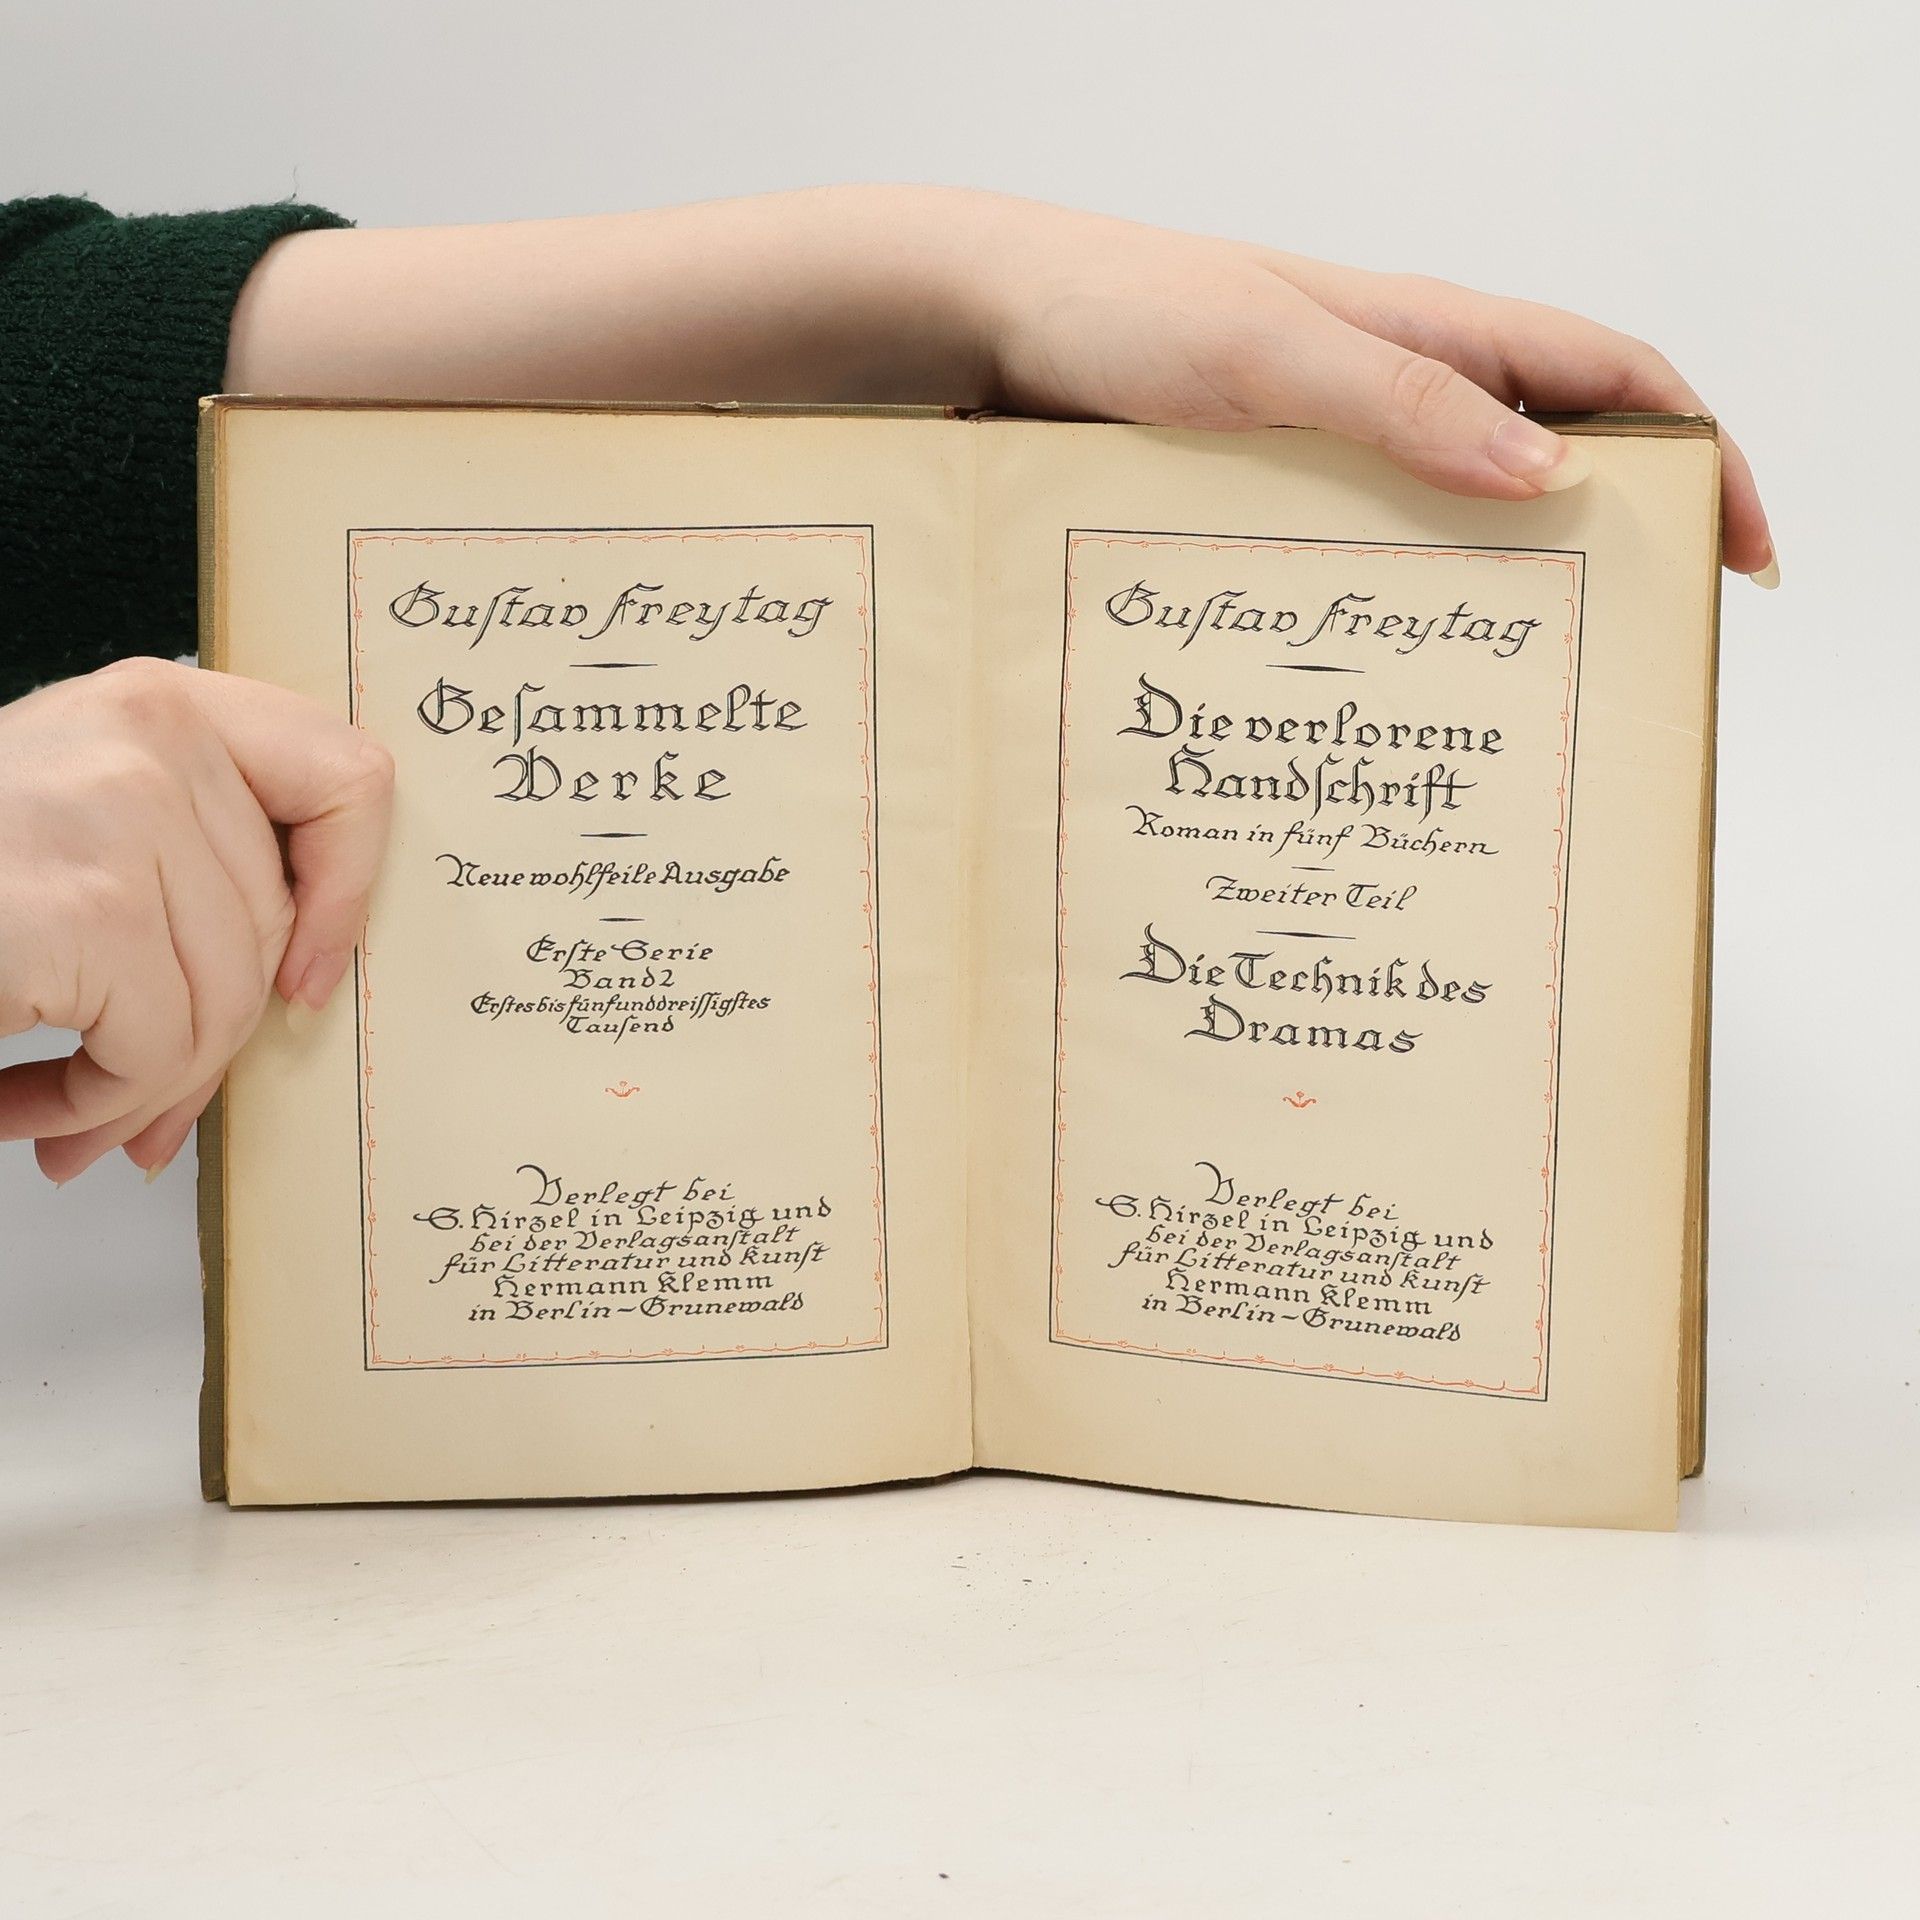 Guſtav Freytag
Geſammelte
Werke
Neue wohlfeile Ausgabe
Erſte Serie
Band 2
Erſtes bis fünfunddreiſſigſtes
Tauſend
Verlegt bei
S. Hirzel in Leipzig und
bei der Verlagsanſtalt
für Litteratur und Kunſt
Hermann Klemm
in Berlin-Grunewald
Guſtav Freytag
Die verlorene
Handſchrift
Roman in fünf Büchern
Zweiter Teil
Die Technik des
Dramas
Verlegt bei
S. Hirzel in Leipzig und
bei der Verlagsanſtalt
für Litteratur und Kunſt
Hermann Klemm
in Berlin-Grunewald